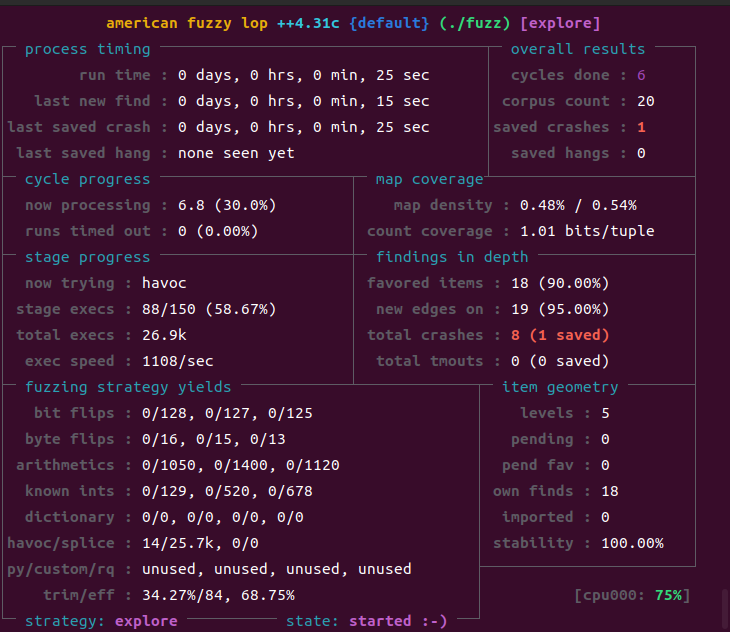 american fuzzy lop ++4.31c {default} (./fuzz) [explore]
process timing overall results
run time : 0 days, 0 hrs, 0 min, 25 sec cycles done : 6
last new find : 0 days, 0 hrs, 0 min, 15 sec corpus count : 20
last saved crash : 0 days, 0 hrs, 0 min, 25 sec saved crashes : 1
last saved hang : none seen yet saved hangs : 0
cycle progress map coverage
now processing : 6.8 (30.0%) map density : 0.48% / 0.54%
runs timed out : 0 (0.00%) count coverage : 1.01 bits/tuple
stage progress findings in depth
now trying : havoc favored items : 18 (90.00%)
stage execs : 88/150 (58.67%) new edges on : 19 (95.00%)
total execs : 26.9k total crashes : 8 (1 saved)
exec speed : 1108/sec total tmouts : 0 (0 saved)
fuzzing strategy yields item geometry
bit flips : 0/128, 0/127, 0/125 levels : 5
byte flips : 0/16, 0/15, 0/13 pending : 0
arithmetics : 0/1050, 0/1400, 0/1120 pend fav : 0
known ints : 0/129, 0/520, 0/678 own finds : 18
dictionary : 0/0, 0/0, 0/0, 0/0 imported : 0
havoc/splice : 14/25.7k, 0/0 stability : 100.00%
py/custom/rq : unused, unused, unused, unused
trim/eff : 34.27%/84, 68.75% [cpu000: 75%]
strategy: explore state: started :-)